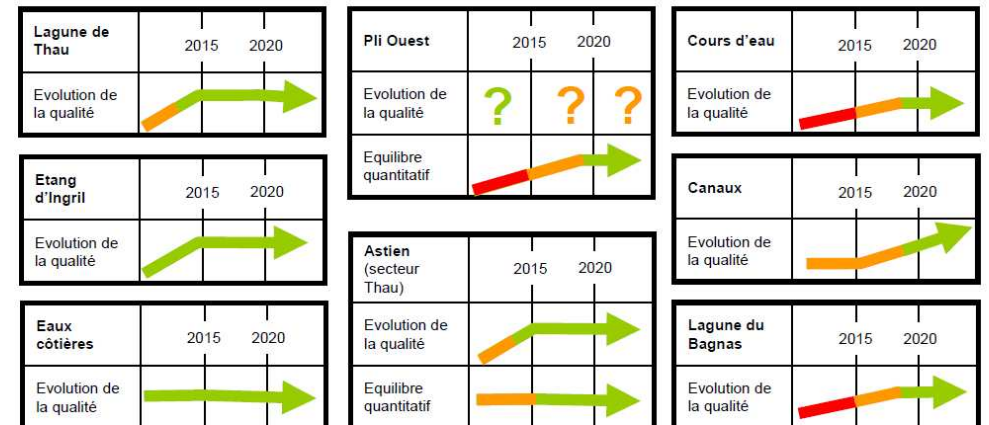 Lagune de
Thau
2015 2020
Evolution de
la qualité
Etang
d'Ingril
2015 2020
Evolution de
la qualité
Eaux
côtières
2015 2020
Evolution de
la qualité
Pli Ouest
2015 2020
Evolution de
la qualité
? ? ?
Equilibre
quantitatif
Astien
(secteur
Thau)
2015 2020
Evolution de
la qualité
Equilibre
quantitatif
Cours d'eau
2015 2020
Evolution de
la qualité
Canaux
2015 2020
Evolution de
la qualité
Lagune du
Bagnas
2015 2020
Evolution de
la qualité